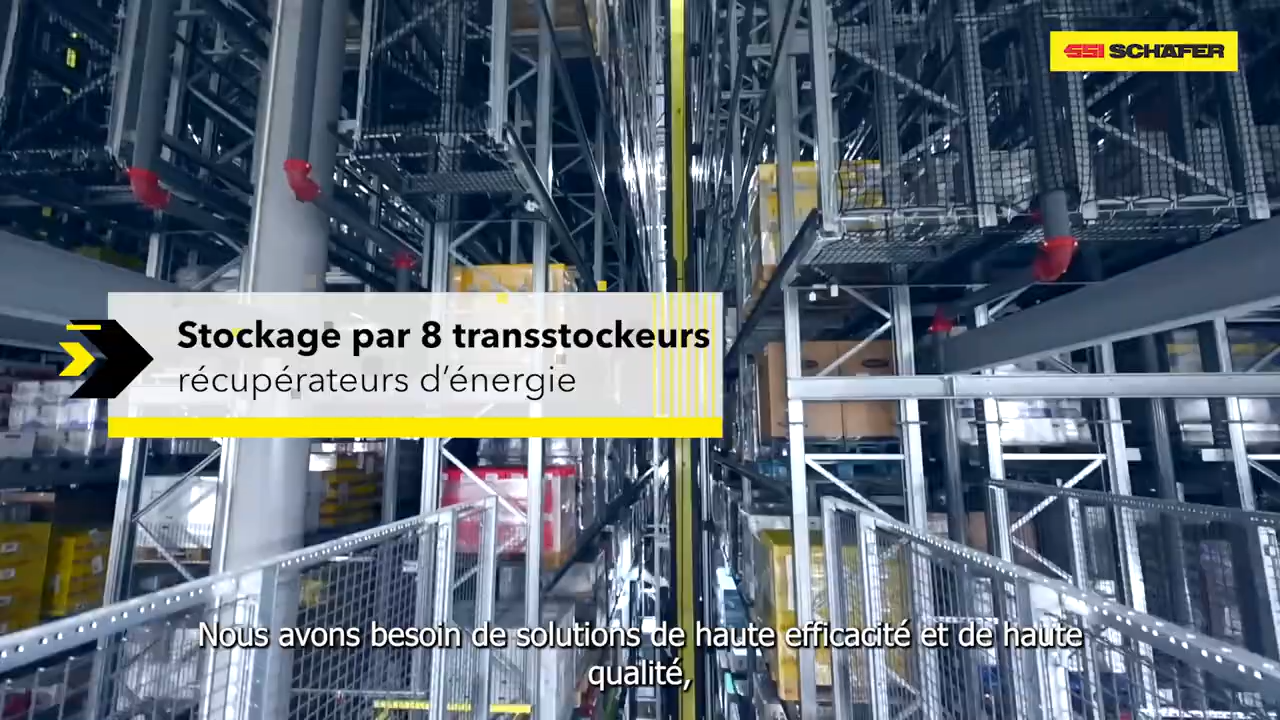 SSI SCHÄFER
Stockage par 8 transstockeurs
récupérateurs d’énergie
Nous avons besoin de solutions de haute efficacité et de haute
qualité,